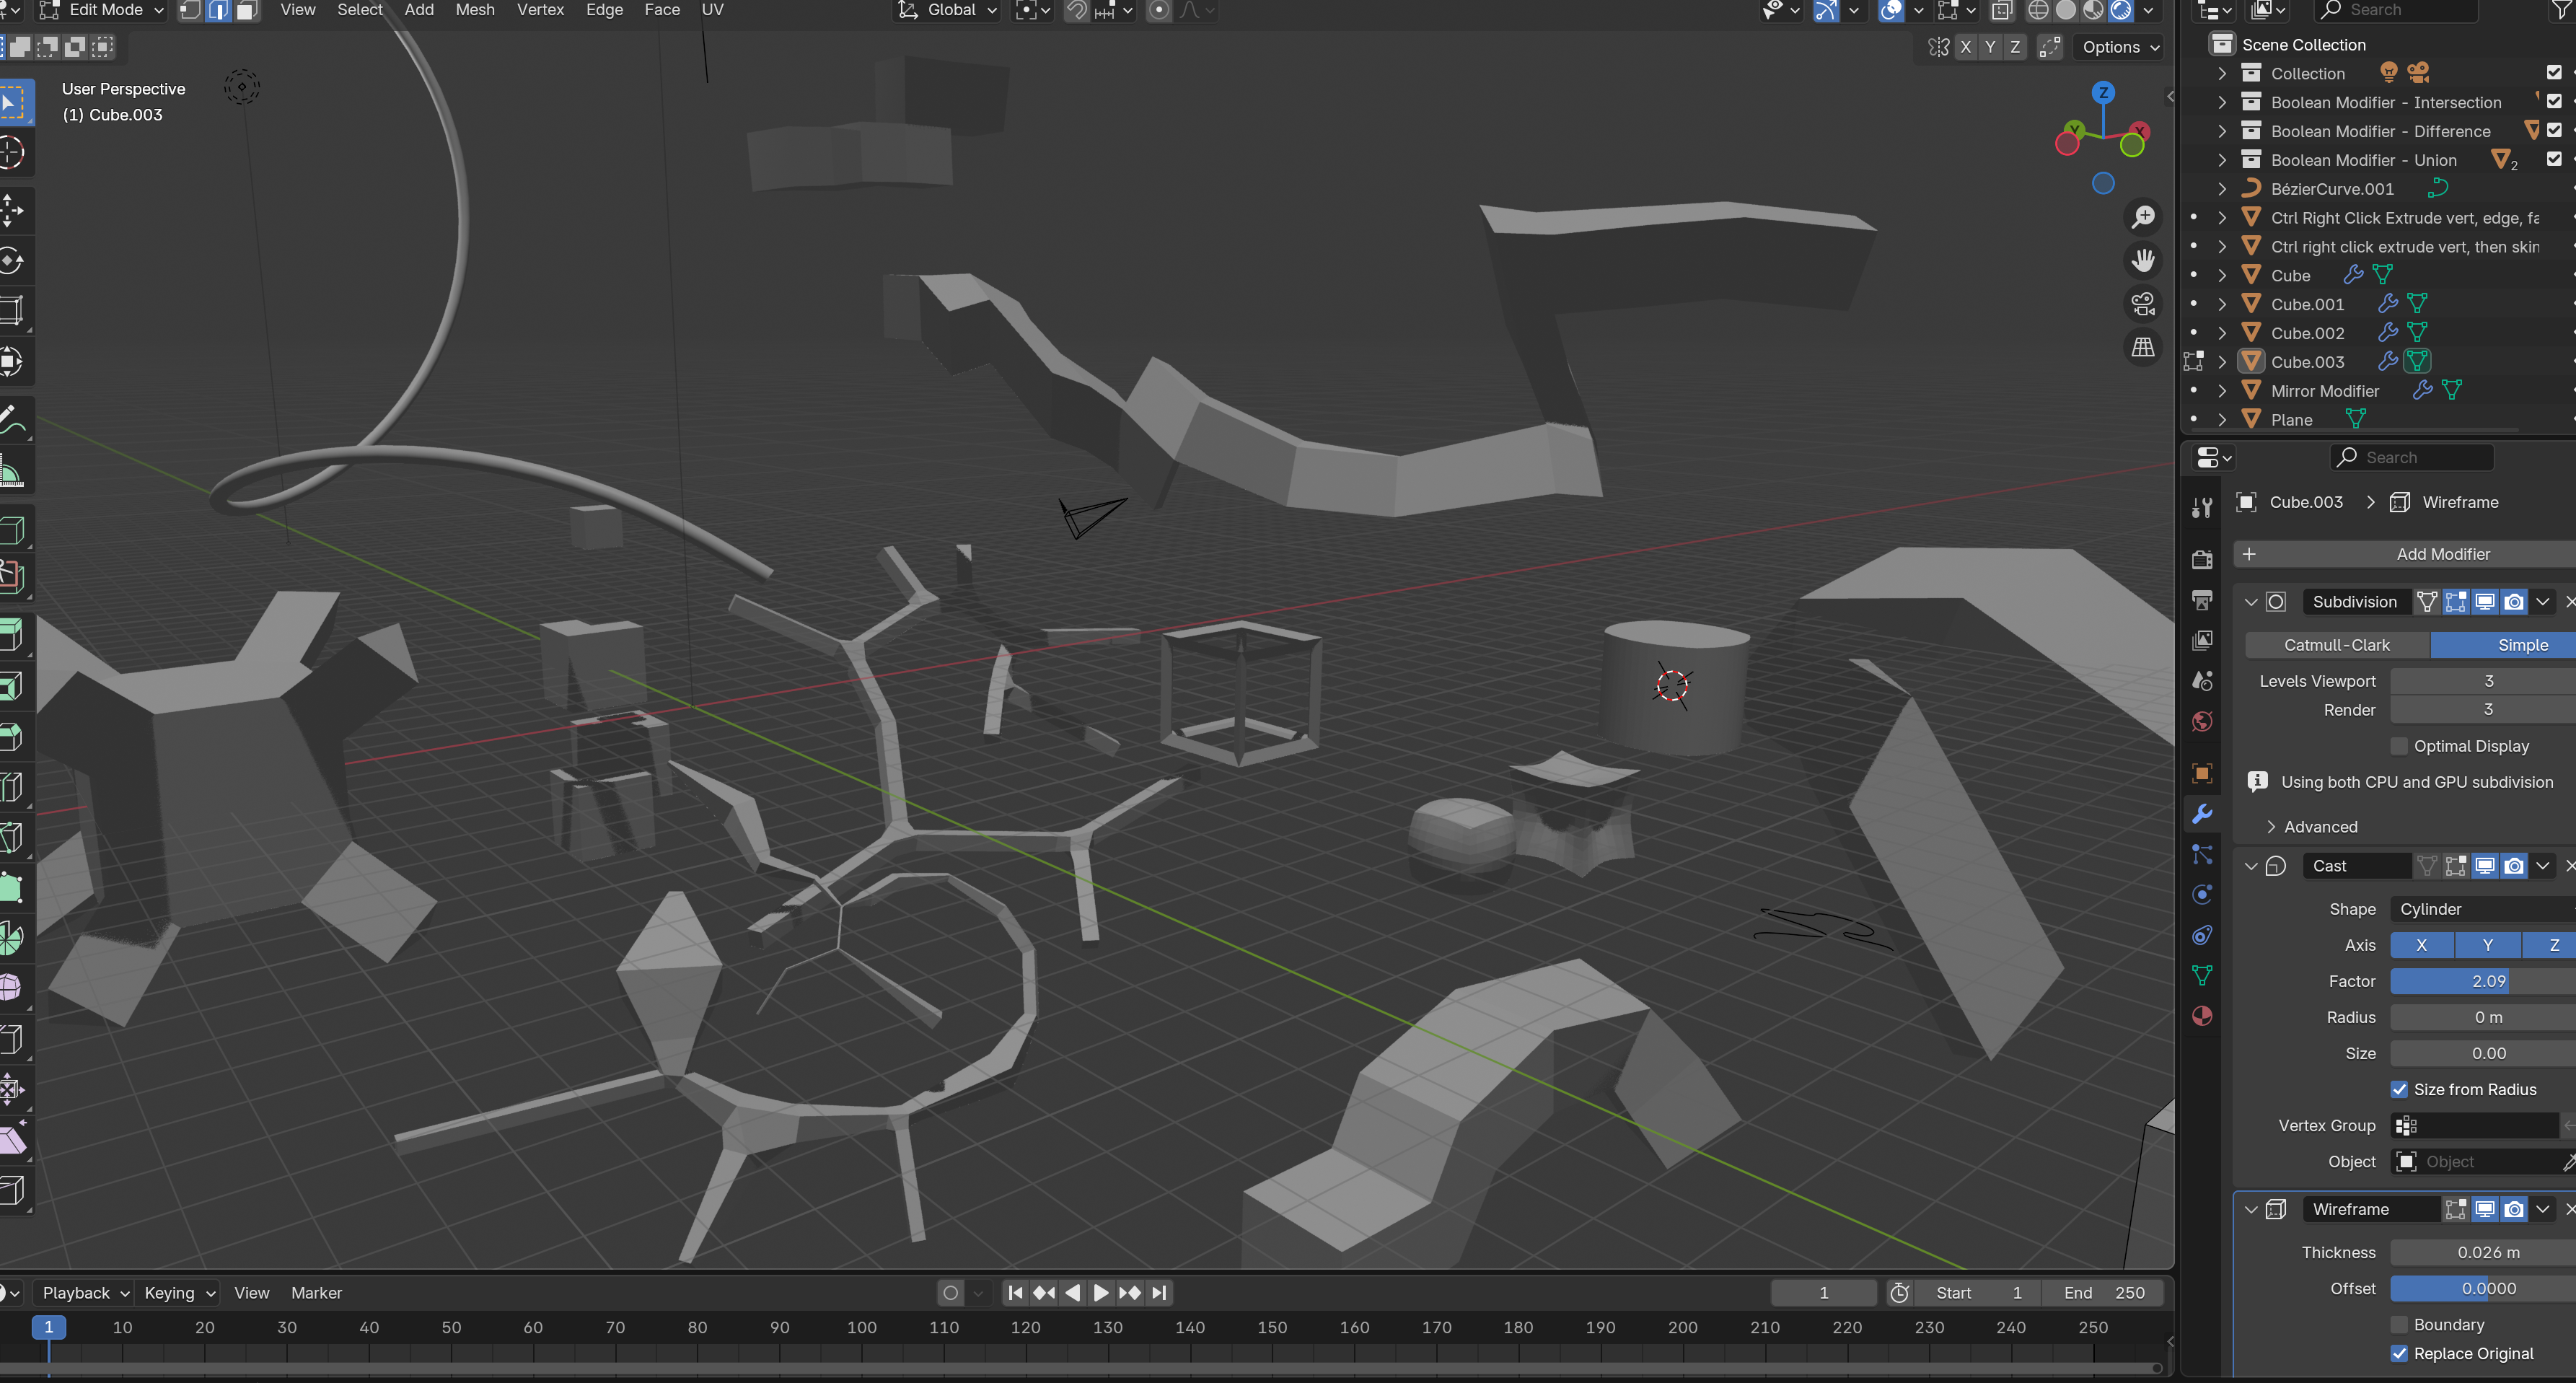 Edit Mode View Select Add Mesh Vertex Edge Face UV Global Search
X Y Z Options
User Perspective
(1) Cube.003
Z
Y
X
Scene Collection
Collection
Boolean Modifier - Intersection
Boolean Modifier - Difference
Boolean Modifier - Union 2
BézierCurve.001
Ctrl Right Click Extrude vert, edge, fa
Ctrl right click extrude vert, then skin
Cube
Cube.001
Cube.002
Cube.003
Mirror Modifier
Plane
Search
Cube.003 > Wireframe
+ Add Modifier
Subdivision
Catmull-Clark Simple
Levels Viewport 3
Render 3
Optimal Display
Using both CPU and GPU subdivision
Advanced
Cast
Shape Cylinder
Axis X Y Z
Factor 2.09
Radius 0 m
Size 0.00
Size from Radius
Vertex Group
Object Object
Wireframe
Thickness 0.026 m
Offset 0.0000
Boundary
Replace Original
Playback Keying View Marker 1 Start 1 End 250
1 10 20 30 40 50 60 70 80 90 100 110 120 130 140 150 160 170 180 190 200 210 220 230 240 250